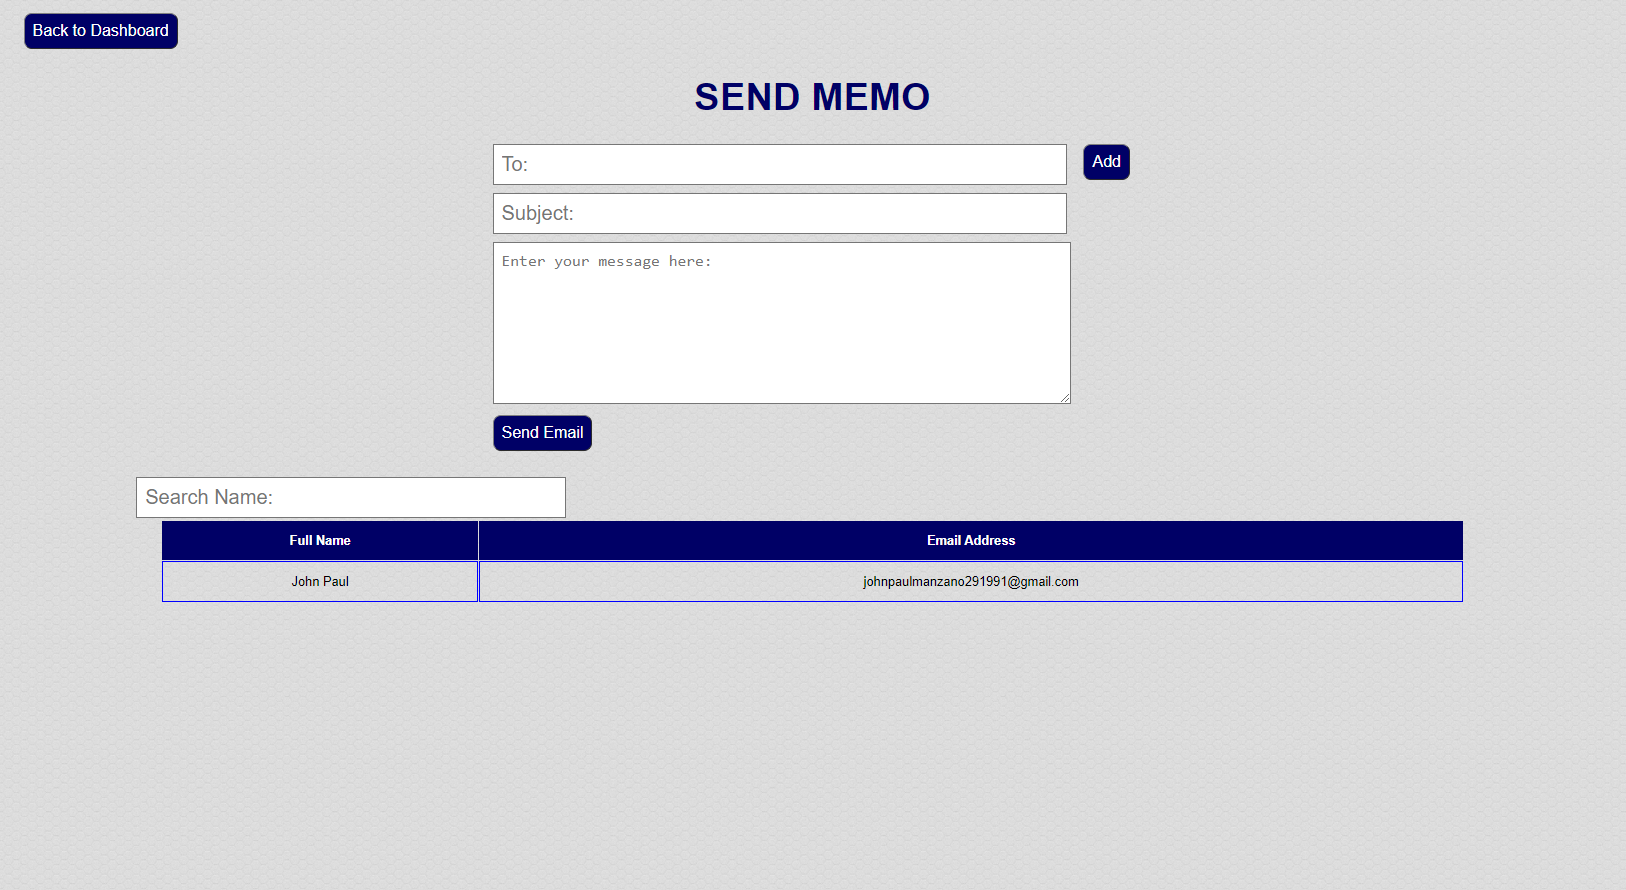 Back to Dashboard
SEND MEMO
To:
Add
Subject:
Enter your message here:
Send Email
Search Name:
Full Name Email Address
John Paul johnpaulmanzano291991@gmail.com